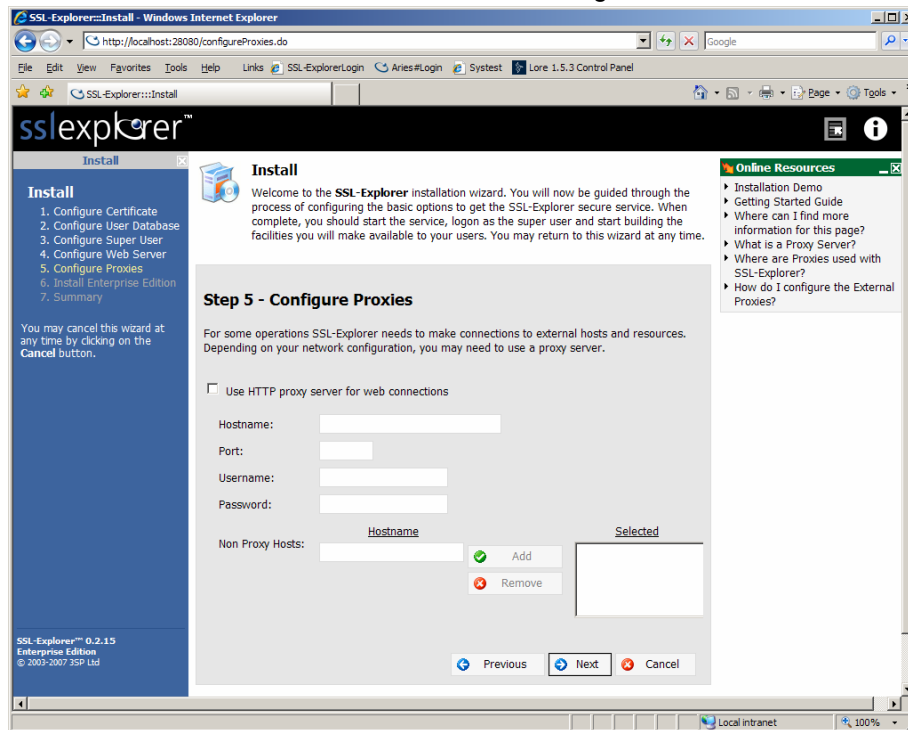 SSL-Explorer:::Install - Windows Internet Explorer
http://localhost:28080/configureProxies.do
Google
File Edit View Favorites Tools Help Links SSL-ExplorerLogin Aries#Login Systest Lore 1.5.3 Control Panel
SSL-Explorer:::Install
Page Tools
sslexplorer™
Install
Install
1. Configure Certificate
2. Configure User Database
3. Configure Super User
4. Configure Web Server
5. Configure Proxies
6. Install Enterprise Edition
7. Summary
You may cancel this wizard at
any time by clicking on the
Cancel button.
SSL-Explorer™ 0.2.15
Enterprise Edition
© 2003-2007 3SP Ltd
Install
Welcome to the SSL-Explorer installation wizard. You will now be guided through the
process of configuring the basic options to get the SSL-Explorer secure service. When
complete, you should start the service, logon as the super user and start building the
facilities you will make available to your users. You may return to this wizard at any time.
Step 5 - Configure Proxies
For some operations SSL-Explorer needs to make connections to external hosts and resources.
Depending on your network configuration, you may need to use a proxy server.
Use HTTP proxy server for web connections
Hostname:
Port:
Username:
Password:
Non Proxy Hosts:
Hostname
Selected
Add
Remove
Previous Next Cancel
Online Resources
Installation Demo
Getting Started Guide
Where can I find more
information for this page?
What is a Proxy Server?
Where are Proxies used with
SSL-Explorer?
How do I configure the External
Proxies?
Local intranet 100%